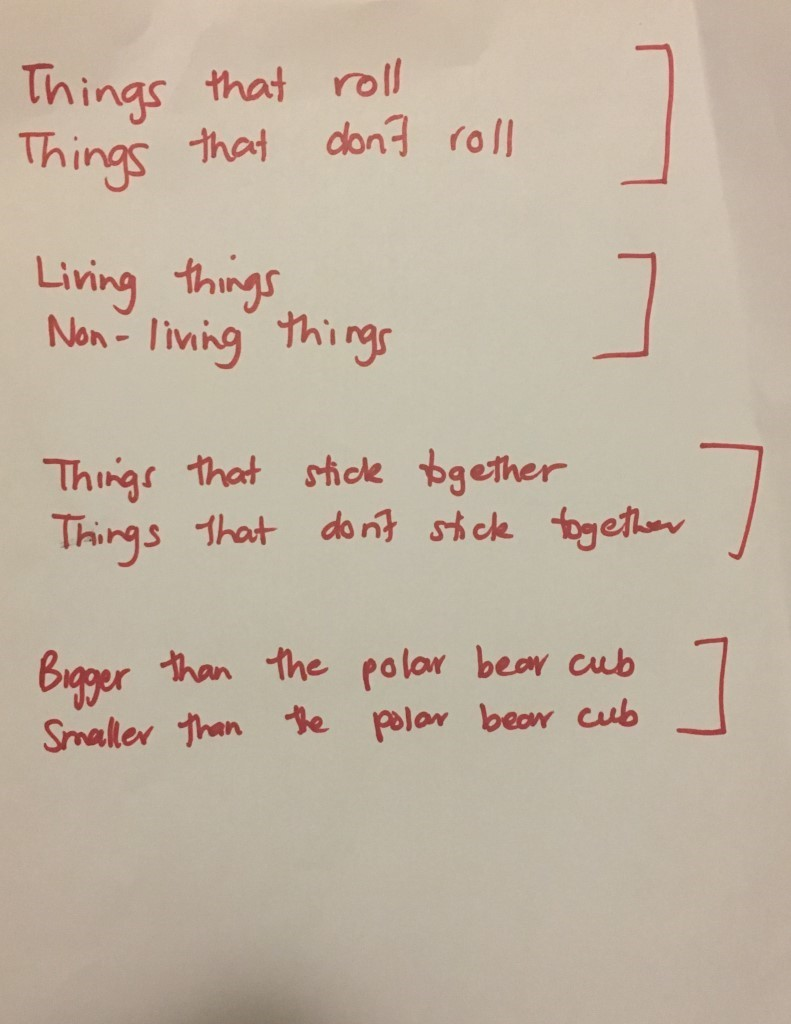 Things that roll
Things that don't roll
Living things
Non-living things
Things that stick together
Things that don't stick together
Bigger than the polar bear cub
Smaller than the polar bear cub